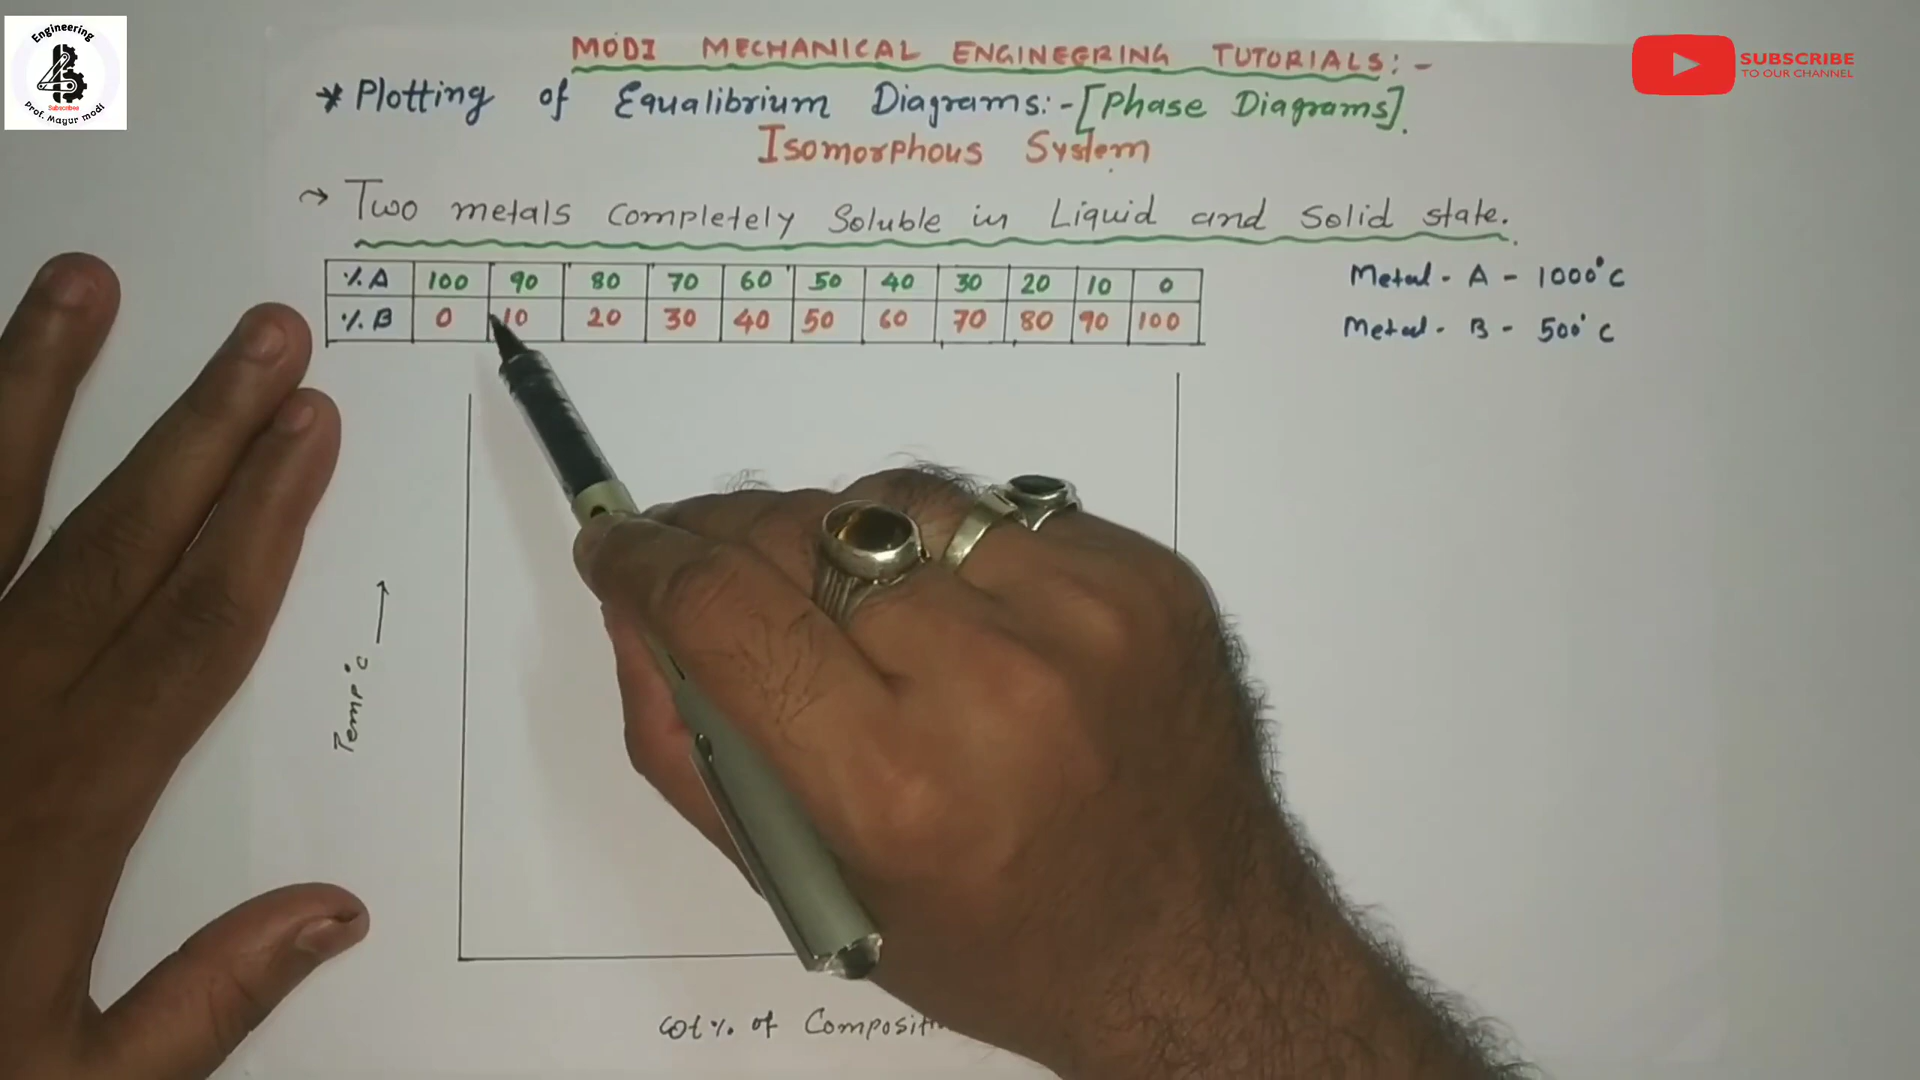 Engineering
Subscribes
Prof. Mayur modi
SUBSCRIBE
TO OUR CHANNEL
MODI MECHANICAL ENGINEERING TUTORIALS:-
* Plotting of Equalibrium Diagrams:-[Phase Diagrams].
Isomorphous System
→ Two metals completely Soluble in Liquid and Solid state.
% A 100 90 80 70 60 50 40 30 20 10 0
% B 0 10 20 30 40 50 60 70 80 90 100
Metal - A - 1000°C
Metal - B - 500°C
Temp°C →
wt% of Composit